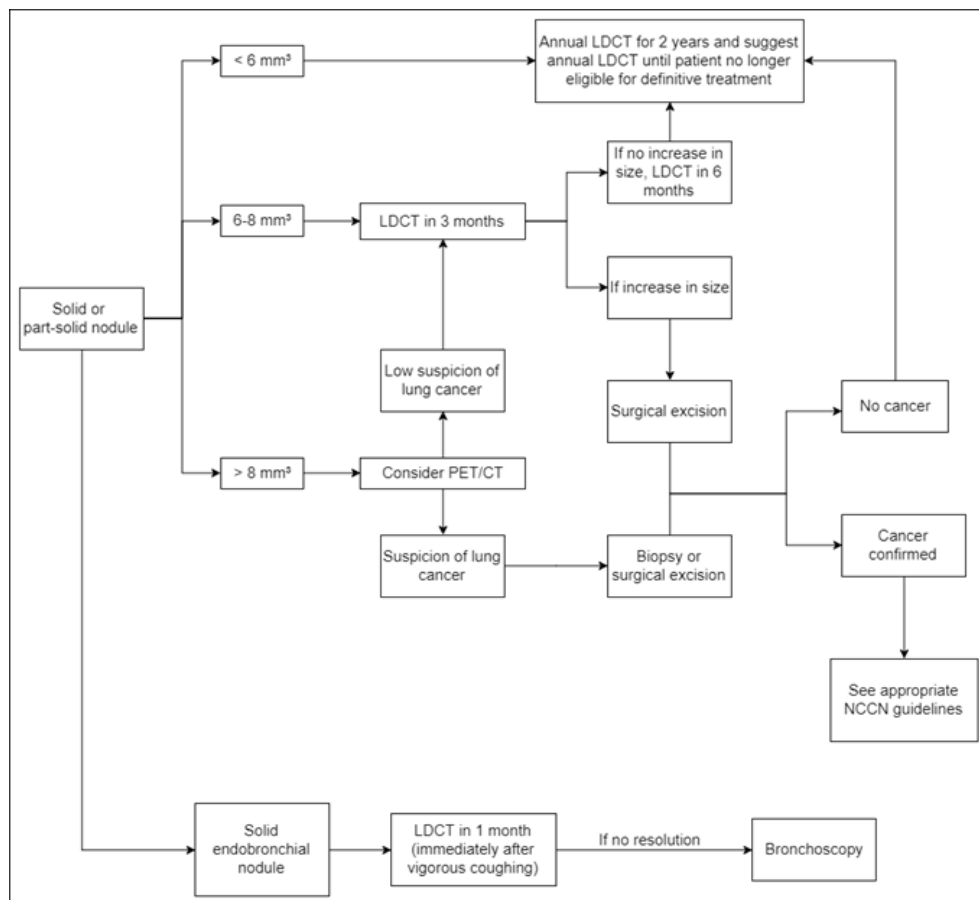 < 6 mm³
Annual LDCT for 2 years and suggest
annual LDCT until patient no longer
eligible for definitive treatment
If no increase in
size, LDCT in 6
months
6-8 mm³
LDCT in 3 months
If increase in size
Solid or
part-solid nodule
Low suspicion of
lung cancer
Surgical excision
No cancer
> 8 mm³
Consider PET/CT
Suspicion of lung
cancer
Biopsy or
surgical excision
Cancer
confirmed
See appropriate
NCCN guidelines
Solid
endobronchial
nodule
LDCT in 1 month
(immediately after
vigorous coughing)
If no resolution
Bronchoscopy